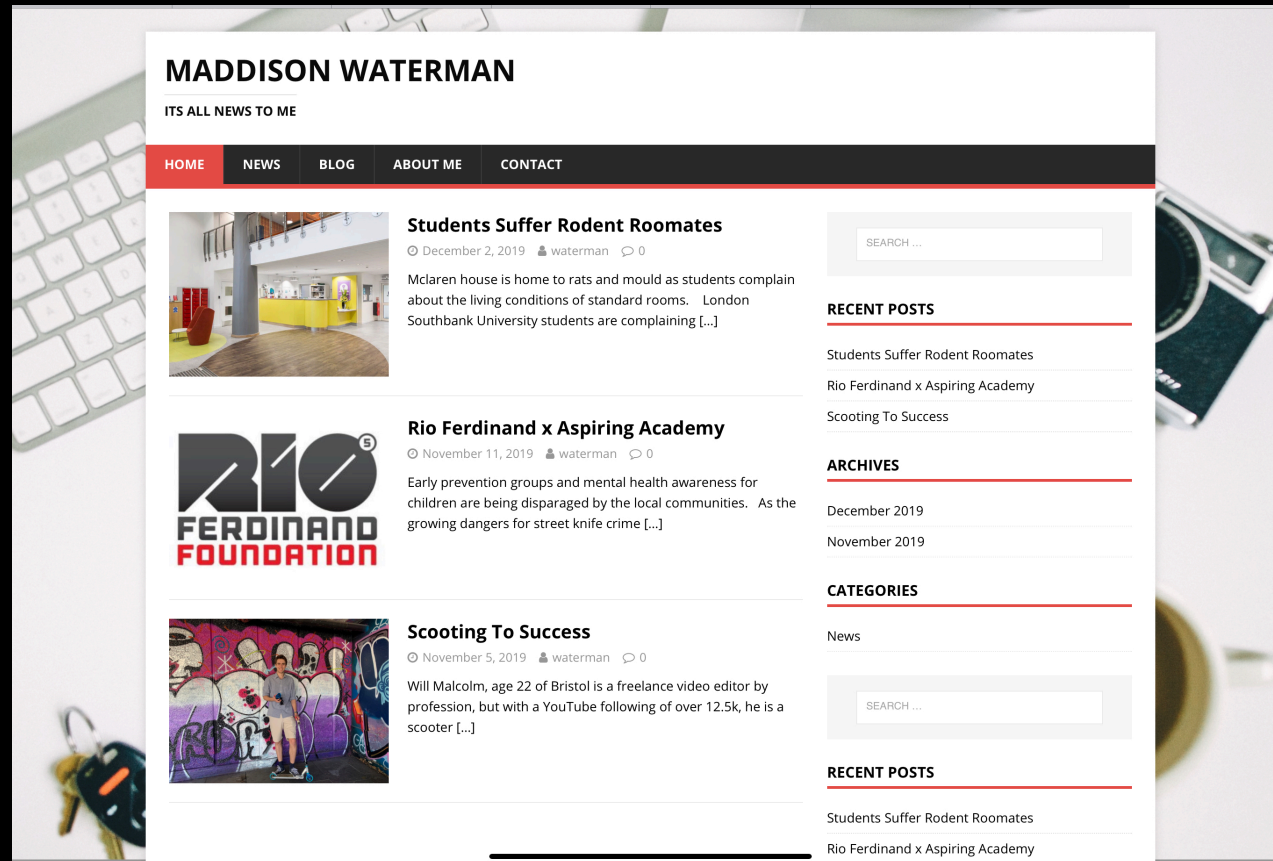 MADDISON WATERMAN
ITS ALL NEWS TO ME
HOME NEWS BLOG ABOUT ME CONTACT
Students Suffer Rodent Roomates
December 2, 2019 waterman 0
Mclaren house is home to rats and mould as students complain
about the living conditions of standard rooms. London
Southbank University students are complaining [...]
RIO 5
FERDINAND
FOUNDATION
Rio Ferdinand x Aspiring Academy
November 11, 2019 waterman 0
Early prevention groups and mental health awareness for
children are being disparaged by the local communities. As the
growing dangers for street knife crime [...]
Scooting To Success
November 5, 2019 waterman 0
Will Malcolm, age 22 of Bristol is a freelance video editor by
profession, but with a YouTube following of over 12.5k, he is a
scooter [...]
SEARCH ...
RECENT POSTS
Students Suffer Rodent Roomates
Rio Ferdinand x Aspiring Academy
Scooting To Success
ARCHIVES
December 2019
November 2019
CATEGORIES
News
SEARCH ...
RECENT POSTS
Students Suffer Rodent Roomates
Rio Ferdinand x Aspiring Academy